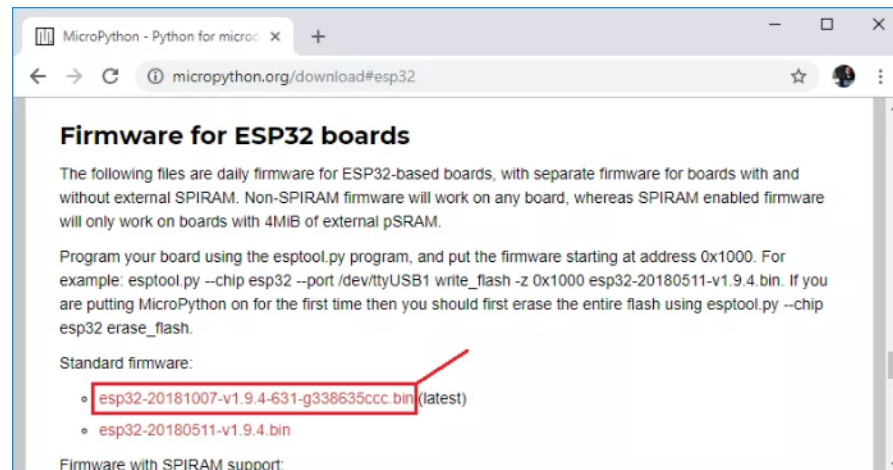 MicroPython - Python for microc
micropython.org/download#esp32
Firmware for ESP32 boards
The following files are daily firmware for ESP32-based boards, with separate firmware for boards with and
without external SPIRAM. Non-SPIRAM firmware will work on any board, whereas SPIRAM enabled firmware
will only work on boards with 4MiB of external pSRAM.
Program your board using the esptool.py program, and put the firmware starting at address 0x1000. For
example: esptool.py --chip esp32 --port /dev/ttyUSB1 write_flash -z 0x1000 esp32-20180511-v1.9.4.bin. If you
are putting MicroPython on for the first time then you should first erase the entire flash using esptool.py --chip
esp32 erase_flash.
Standard firmware:
esp32-20181007-v1.9.4-631-g338635ccc.bin (latest)
esp32-20180511-v1.9.4.bin
Firmware with SPIRAM support: